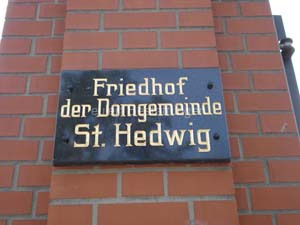 Friedhof
der Domgemeinde
St. Hedwig